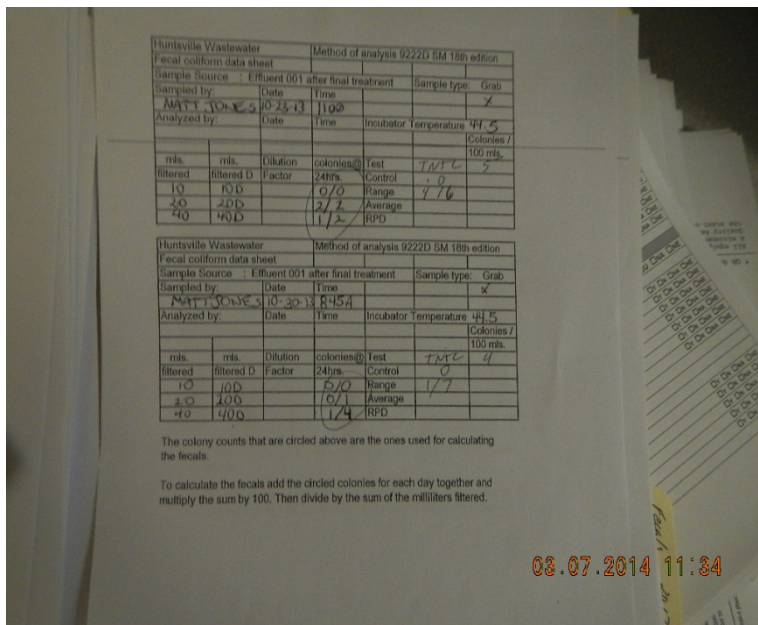 Huntsville Wastewater Method of analysis 9222D SM 18th edition
Fecal coliform data sheet
Sample Source : Effluent 001 after final treatment Sample type: Grab
Sampled by: Date Time X
MATT JONES 10-23-13 1100
Analyzed by: Date Time Incubator Temperature 44.5
Colonies /
100 mls.
mls. mls. Dilution colonies@ Test TNTC 5
filtered filtered D Factor 24hrs. Control 0
10 10D 0/0 Range 4/6
20 20D 2/2 Average
40 40D 1/2 RPD
Huntsville Wastewater Method of analysis 9222D SM 18th edition
Fecal coliform data sheet
Sample Source : Effluent 001 after final treatment Sample type: Grab
Sampled by: Date Time X
MATT JONES 10-30-13 845A
Analyzed by: Date Time Incubator Temperature 44.5
Colonies /
100 mls.
mls. mls. Dilution colonies@ Test TNTC 4
filtered filtered D Factor 24hrs. Control 0
10 10D 0/0 Range 1/7
20 20D 0/1 Average
40 40D 1/4 RPD
The colony counts that are circled above are the ones used for calculating
the fecals.
To calculate the fecals add the circled colonies for each day together and
multiply the sum by 100. Then divide by the sum of the milliliters filtered.
03.07.2014 11:34